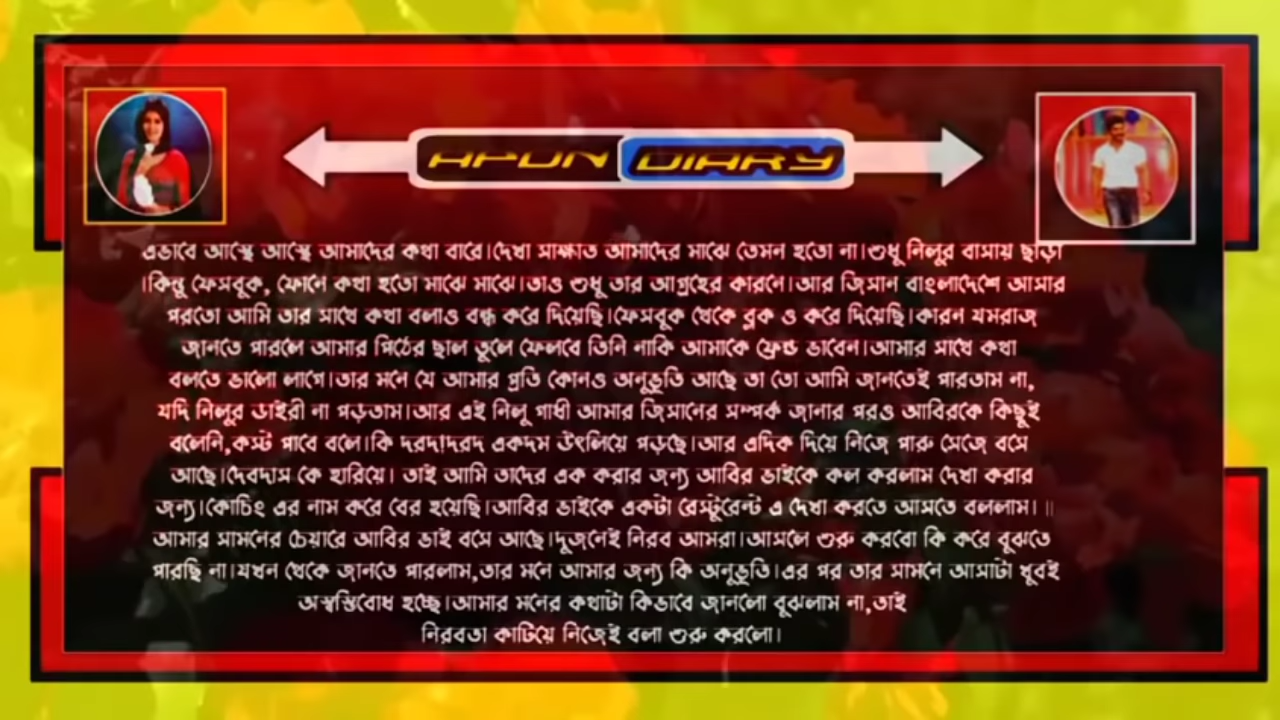 APUN DIARY
এভাবে আস্থে আস্থে আমাদের কথা বারে।দেখা সাক্ষাত আমাদের মাঝে তেমন হতো না।শুধু নিলুর বাসায় ছাড়া
।কিন্তু ফেসবুক, ফোনে কথা হতো মাঝে মাঝে।তাও শুধু তার আগ্রহের কারনে।আর জিসান বাংলাদেশে আসার
পরতো আমি তার সাথে কথা বলাও বন্ধ করে দিয়েছি।ফেসবুক থেকে ব্লক ও করে দিয়েছি।কারন যমরাজ
জানতে পারলে আমার পিঠের ছাল তুলে ফেলবে তিনি নাকি আমাকে ফ্রেন্ড ভাবেন।আমার সাথে কথা
বলতে ভালো লাগে।তার মনে যে আমার প্রতি কোনও অনুভূতি আছে তা তো আমি জানতেই পারতাম না,
যদি নিলুর ডাইরী না পড়তাম।আর এই নিলু গাধী আমার জিসানের সম্পর্ক জানার পরও আবিরকে কিছুই
বলেনি,কস্ট পাবে বলে।কি দরদাদরদ একদম উৎলিয়ে পড়ছে।আর এদিক দিয়ে নিজে পারু সেজে বসে
আছে।দেবদাস কে হারিয়ে। তাই আমি তাদের এক করার জন্য আবির ভাইকে কল করলাম দেখা করার
জন্য।কোচিং এর নাম করে বের হয়েছি।আবির ভাইকে একটা রেস্টুরেন্ট এ দেখা করতে আসতে বললাম। ॥
আমার সামনের চেয়ারে আবির ভাই বসে আছে।দুজনেই নিরব আমরা।আসলে শুরু করবো কি করে বুঝতে
পারছি না।যখন থেকে জানতে পারলাম,তার মনে আমার জন্য কি অনুভূতি।এর পর তার সামনে আসাটা খুবই
অস্বস্তিবোধ হচ্ছে।আমার মনের কথাটা কিভাবে জানলো বুঝলাম না,তাই
নিরবতা কাটিয়ে নিজেই বলা শুরু করলো।